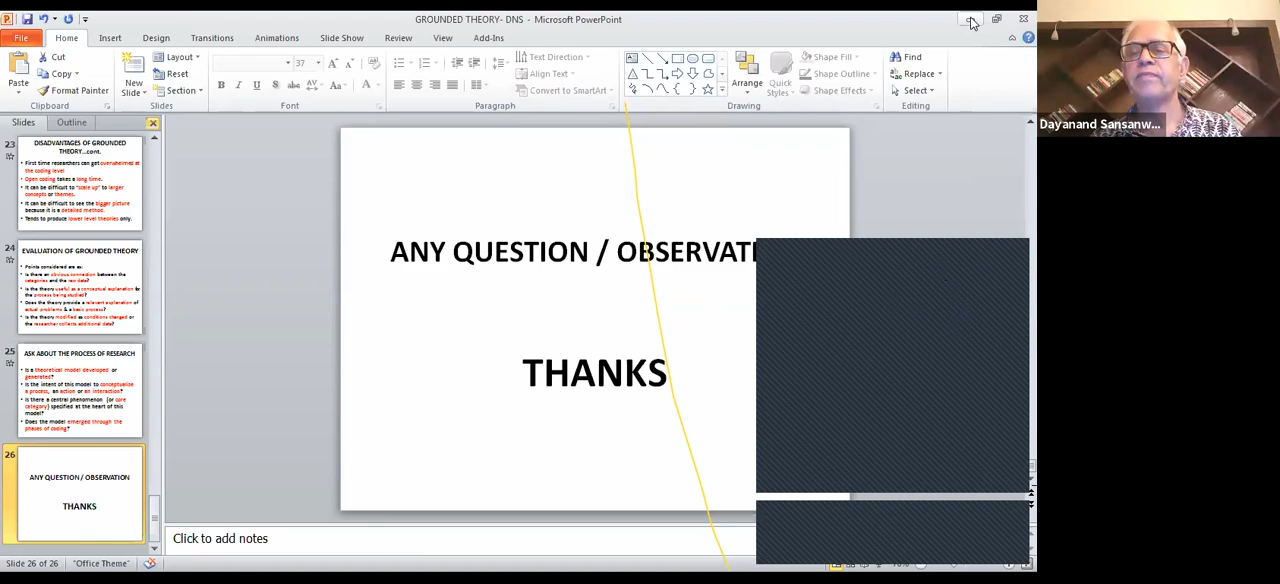 GROUNDED THEORY- DNS - Microsoft PowerPoint
File Home Insert Design Transitions Animations Slide Show Review View Add-Ins
Paste
Cut
Copy
Format Painter
Clipboard
New Slide
Layout
Reset
Section
Slides
37
Font
Text Direction
Align Text
Convert to SmartArt
Paragraph
Arrange
Quick Styles
Shape Fill
Shape Outline
Shape Effects
Drawing
Find
Replace
Select
Editing
Slides Outline
23
DISADVANTAGES OF GROUNDED
THEORY...cont.
• First time researchers can get overwhelmed at
the coding level
• Open coding takes a long time.
• It can be difficult to "scale up" to larger
concepts or themes.
• It can be difficult to see the bigger picture
because it is a detailed method.
• Tends to produce lower level theories only.
24
EVALUATION OF GROUNDED THEORY
Points considered are as:
• Is there an obvious connection between the
categories and the raw data?
• Is the theory useful as a conceptual explanation for
the process being studied?
• Does the theory provide a relevant explanation of
actual problems & a basic process?
• Is the theory modified as conditions changed or
the researcher collects additional data?
25
ASK ABOUT THE PROCESS OF RESEARCH
• Is a theoretical model developed or
generated?
• Is the intent of this model to conceptualise
a process, an action or an interaction?
• Is there a central phenomenon (or core
category) specified at the heart of this
model?
• Does the model emerged through the
phases of coding?
26
ANY QUESTION / OBSERVATION
THANKS
ANY QUESTION / OBSERVATI
THANKS
Click to add notes
Slide 26 of 26 "Office Theme"
Dayanand Sansanw...